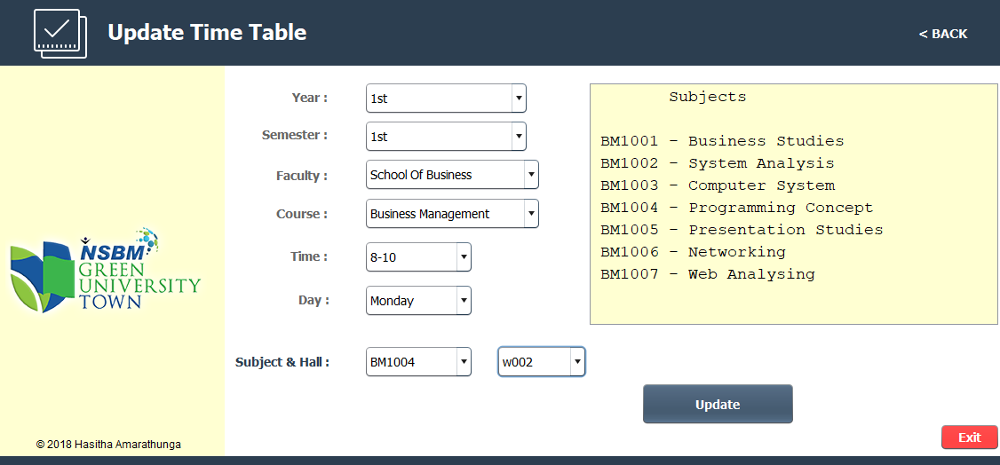 Update Time Table
< BACK
Year :
1st
Semester :
1st
Faculty :
School Of Business
Course :
Business Management
Time :
8-10
Day :
Monday
Subject & Hall :
BM1004
w002
Subjects
BM1001 - Business Studies
BM1002 - System Analysis
BM1003 - Computer System
BM1004 - Programming Concept
BM1005 - Presentation Studies
BM1006 - Networking
BM1007 - Web Analysing
Update
Exit
NSBM
GREEN
UNIVERSITY
TOWN
© 2018 Hasitha Amarathunga